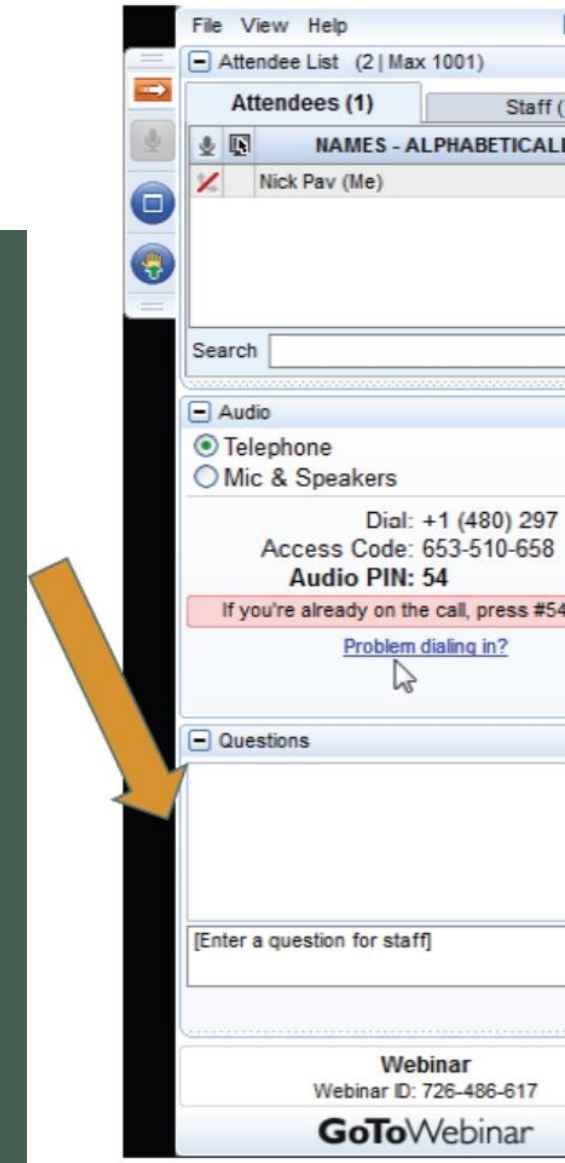 File View Help
Attendee List (2 | Max 1001)
Attendees (1) Staff (
NAMES - ALPHABETICALL
Nick Pav (Me)
Search
Audio
Telephone
Mic & Speakers
Dial: +1 (480) 297
Access Code: 653-510-658
Audio PIN: 54
If you're already on the call, press #54
Problem dialing in?
Questions
[Enter a question for staff]
Webinar
Webinar ID: 726-486-617
GoToWebinar